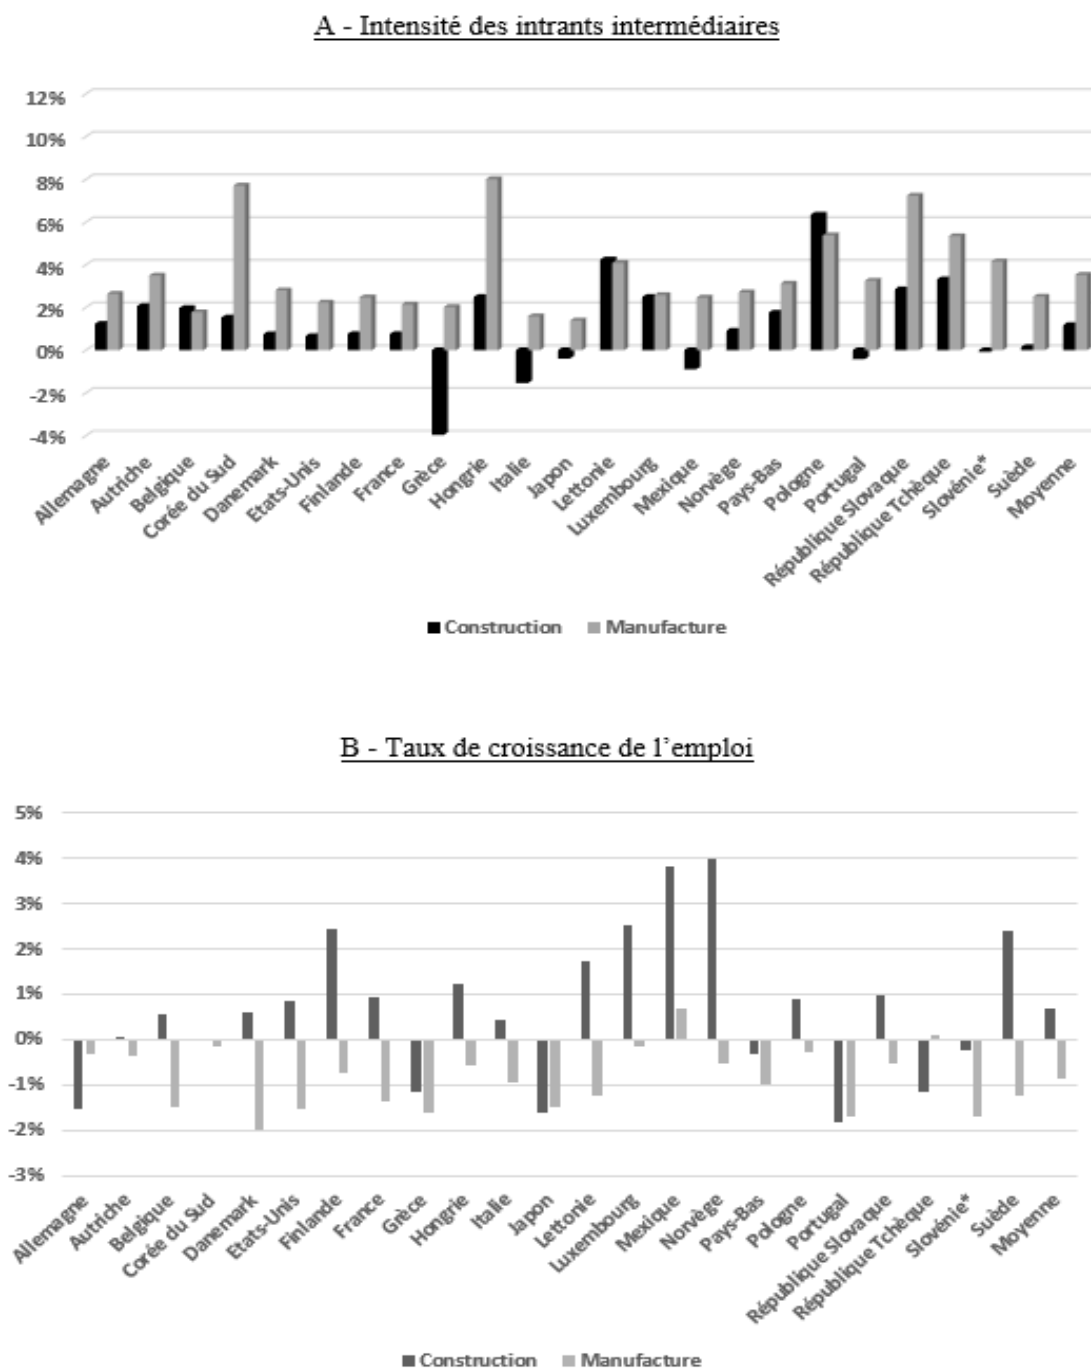 A - Intensité des intrants intermédiaires
12%
10%
8%
6%
4%
2%
0%
-2%
-4%
Allemagne
Autriche
Belgique
Corée du Sud
Danemark
Etats-Unis
Finlande
France
Grèce
Hongrie
Italie
Japon
Lettonie
Luxembourg
Mexique
Norvège
Pays-Bas
Pologne
Portugal
République Slovaque
République Tchèque
Slovénie*
Suède
Moyenne
Construction Manufacture
B - Taux de croissance de l’emploi
5%
4%
3%
2%
1%
0%
-1%
-2%
-3%
Allemagne
Autriche
Belgique
Corée du Sud
Danemark
Etats-Unis
Finlande
France
Grèce
Hongrie
Italie
Japon
Lettonie
Luxembourg
Mexique
Norvège
Pays-Bas
Pologne
Portugal
République Slovaque
République Tchèque
Slovénie*
Suède
Moyenne
Construction Manufacture